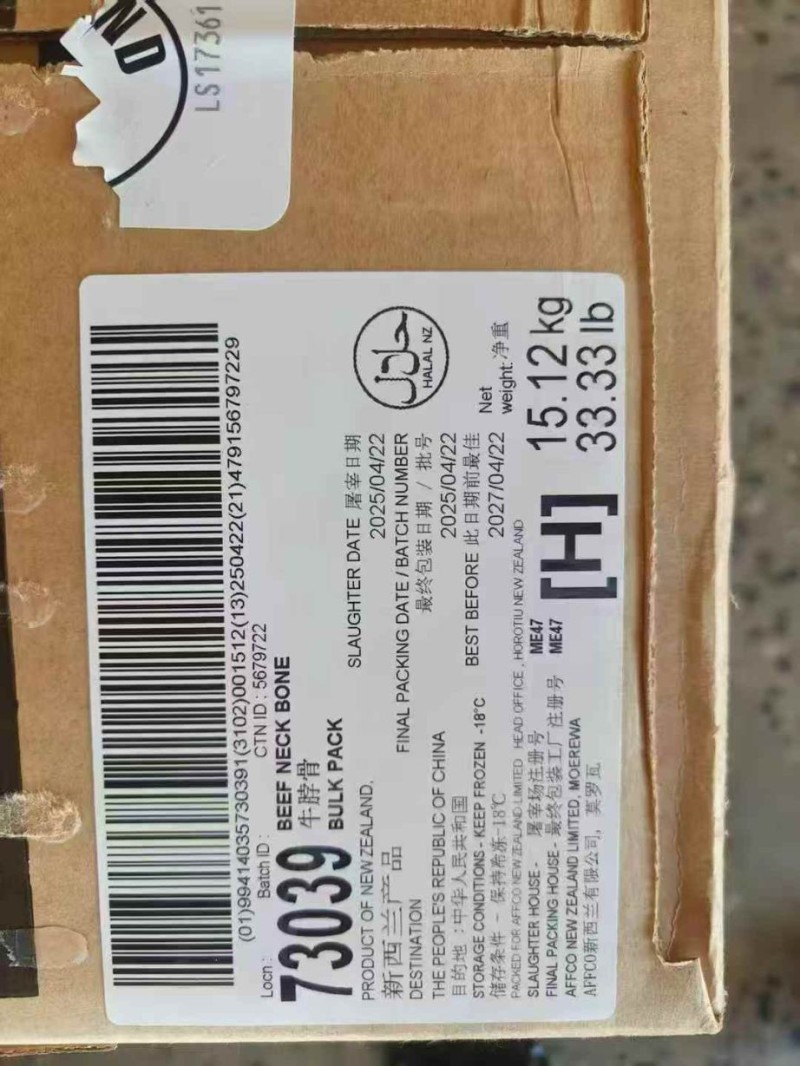 ND
LS17361
(01)99414035730391(3102)001512(13)250422(21)479156797229
Locn: Batch ID: CTN ID: 5679722
73039 BEEF NECK BONE
牛脖骨
BULK PACK
PRODUCT OF NEW ZEALAND.
新西兰产品
DESTINATION
THE PEOPLE'S REPUBLIC OF CHINA
目的地:中华人民共和国
STORAGE CONDITIONS - KEEP FROZEN -18°C
储存条件 - 保持布冻-18℃
PACKED FOR AFFCO NEW ZEALAND LIMITED HEAD OFFICE, HOROTIU NEW ZEALAND
SLAUGHTER HOUSE - 屠宰场注册号 ME47
FINAL PACKING HOUSE - 最终包装工厂注册号 ME47
AFFCO NEW ZEALAND LIMITED, MOEREWA
AFFCO新西兰有限公司, 莫罗瓦
SLAUGHTER DATE 屠宰日期
2025/04/22
FINAL PACKING DATE / BATCH NUMBER
最终包装日期 / 批号
2025/04/22
BEST BEFORE 此日期前最佳
2027/04/22
حلال
HALAL NZ
Net
weight: 净重
[H] 15.12 kg
33.33 lb